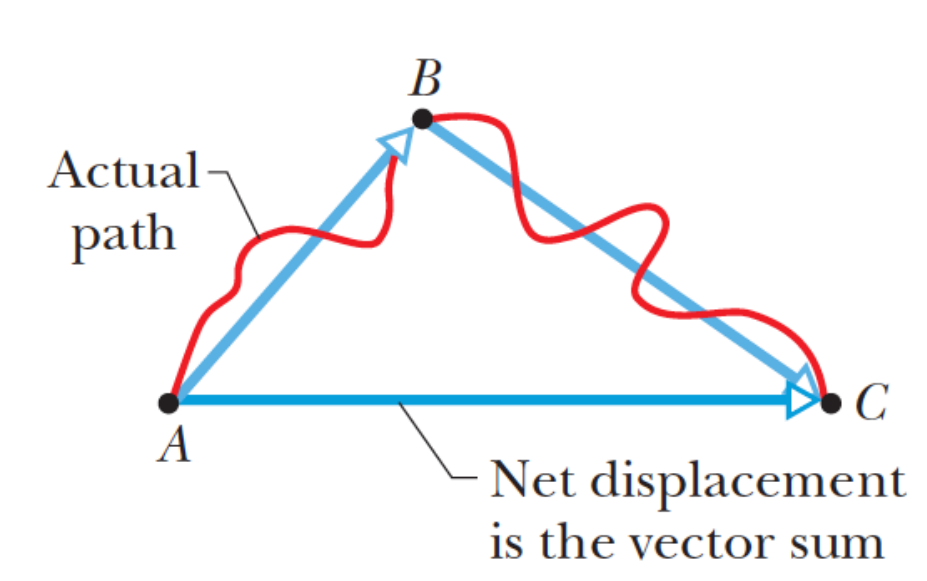 B
Actual
path
C
A
Net displacement
is the vector sum